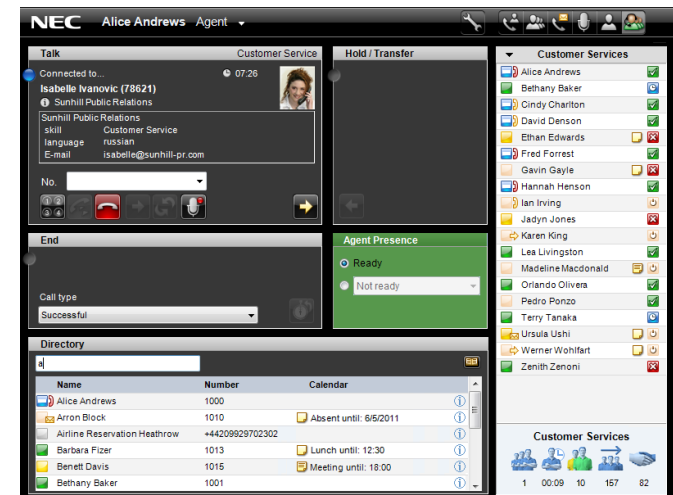 NEC Alice Andrews Agent
Talk Customer Service
Connected to... 07:26
Isabelle Ivanovic (78621)
Sunhill Public Relations
Sunhill Public Relations
skill Customer Service
language russian
E-mail isabelle@sunhill-pr.com
No.
Hold / Transfer
End
Call type
Successful
Agent Presence
Ready
Not ready
Directory
a
Name Number Calendar
Alice Andrews 1000
Arron Block 1010 Absent until: 6/5/2011
Airline Reservation Heathrow +44209929702302
Barbara Fizer 1013 Lunch until: 12:30
Benett Davis 1015 Meeting until: 18:00
Bethany Baker 1001
Customer Services
Alice Andrews
Bethany Baker
Cindy Charlton
David Denson
Ethan Edwards
Fred Forrest
Gavin Gayle
Hannah Henson
Ian Irving
Jadyn Jones
Karen King
Lea Livingston
Madeline Macdonald
Orlando Olivera
Pedro Ponzo
Terry Tanaka
Ursula Ushi
Werner Wohlfart
Zenith Zenoni
Customer Services
1 00:09 10 157 82